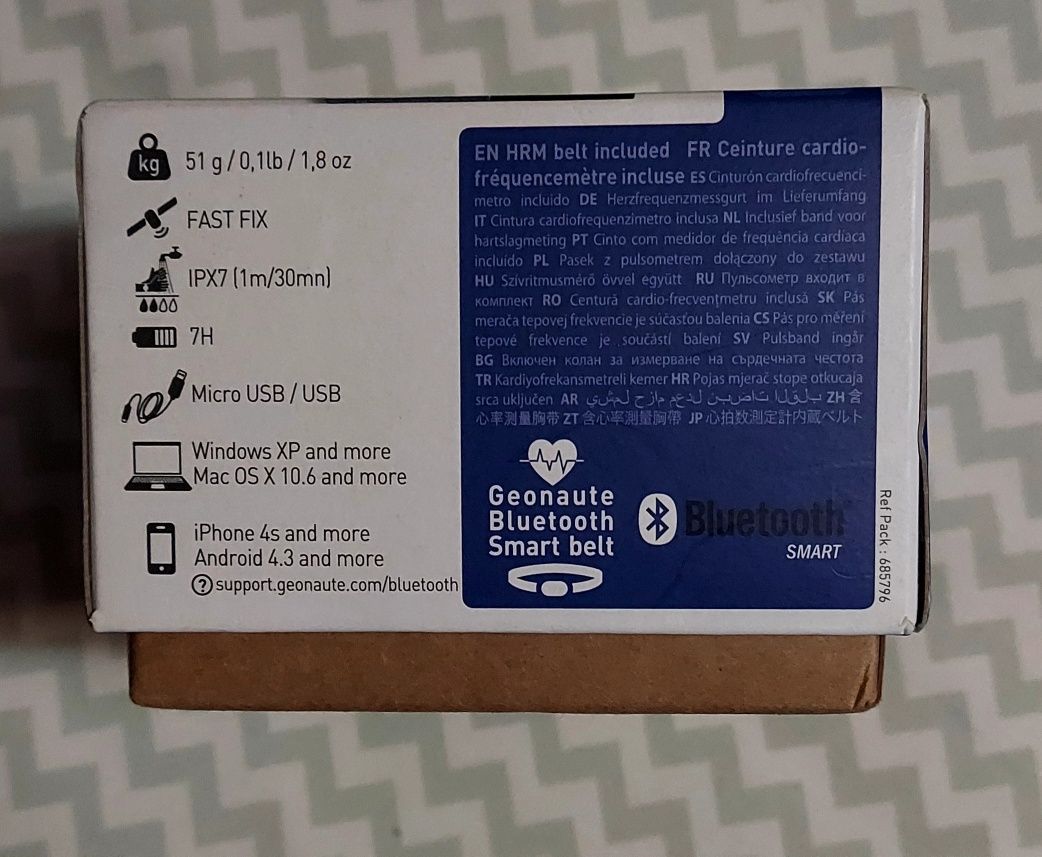 kg 51 g / 0,1lb / 1,8 oz
FAST FIX
IPX7 (1m/30mn)
7H
Micro USB / USB
Windows XP and more
Mac OS X 10.6 and more
iPhone 4s and more
Android 4.3 and more
? support.geonaute.com/bluetooth
EN HRM belt included FR Ceinture cardio-
fréquencemètre incluse ES Cinturón cardiofrecuencí-
metro incluido DE Herzfrequenzmessgurt im Lieferumfang
IT Cintura cardiofrequenzimetro inclusa NL Inclusief band voor
hartslagmeting PT Cinto com medidor de frequência cardíaca
incluído PL Pasek z pulsometrem dołączony do zestawu
HU Szívritmusmérő övvel együtt RU Пульсометр входит в
комплект RO Centură cardio-frecvenţmetru inclusă SK Pás
merača tepovej frekvencie je súčasťou balenia CS Pás pro měření
tepové frekvence je součástí balení SV Pulsband ingår
BG Включен колан за измерване на сърдечната честота
TR Kardiyofrekansmetreli kemer HR Pojas mjerač stope otkucaja
srca uključen AR يشمل حزام معدل نبضات القلب ZH 含
心率测量胸带 ZT 含心率測量胸帶 JP 心拍数測定計内蔵ベルト
Geonaute
Bluetooth
Smart belt
Bluetooth
SMART
Ref Pack : 685796